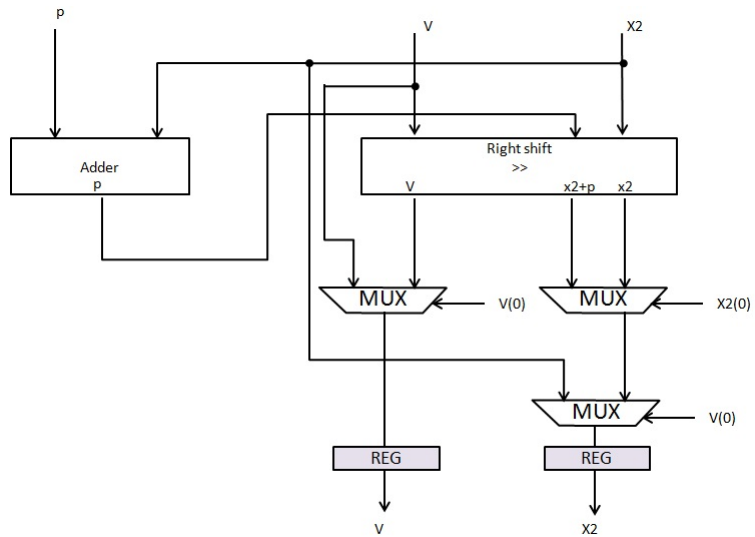 p
V
X2
Adder
p
Right shift
>>
V
x2+p
x2
MUX
V(0)
MUX
X2(0)
MUX
V(0)
REG
REG
V
X2